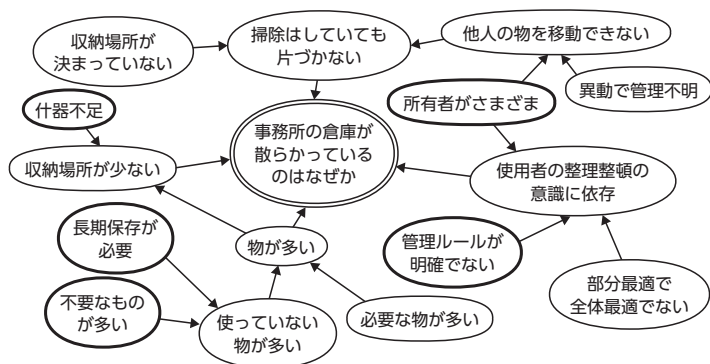 収納場所が
決まっていない
掃除はしていても
片づかない
他人の物を移動できない
異動で管理不明
什器不足
所有者がさまざま
事務所の倉庫が
散らかっている
のはなぜか
収納場所が少ない
使用者の整理整頓の
意識に依存
長期保存が
必要
物が多い
管理ルールが
明確でない
不要なもの
が多い
使っていない
物が多い
必要な物が多い
部分最適で
全体最適でない